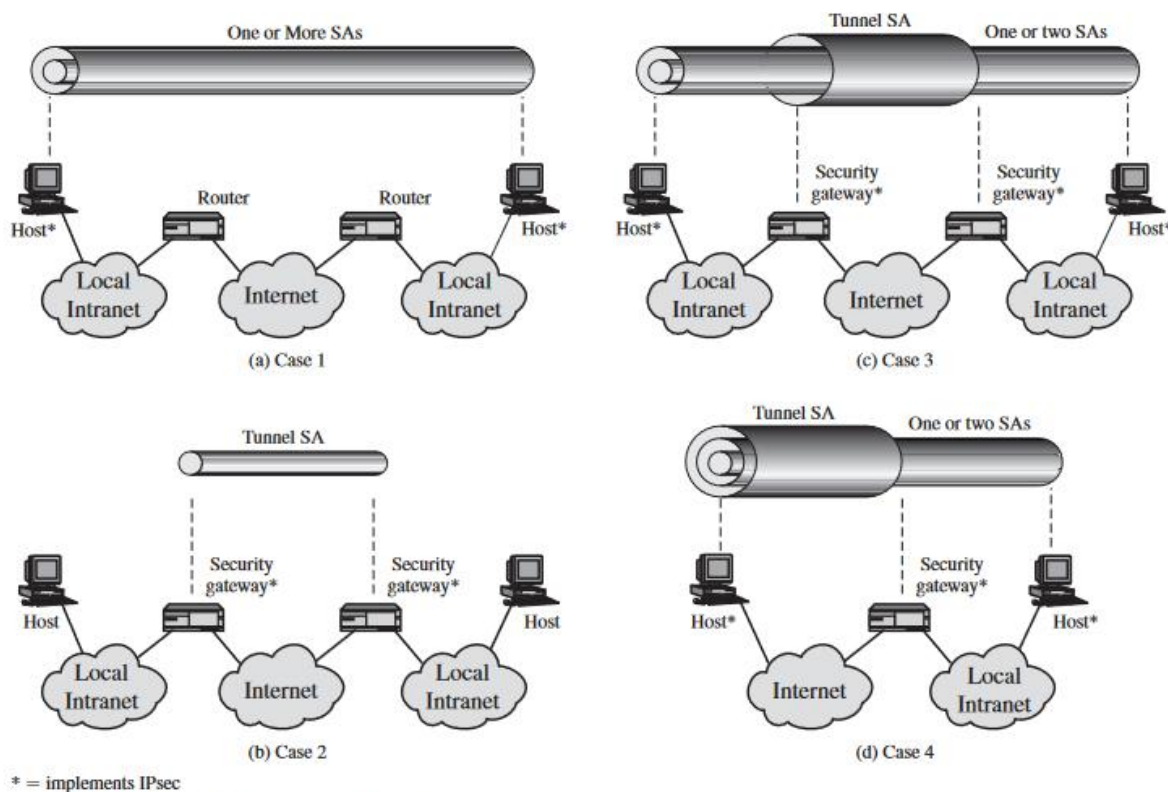 One or More SAs
Router
Router
Host*
Host*
Local
Intranet
Internet
Local
Intranet
(a) Case 1
Tunnel SA
One or two SAs
Security
gateway*
Security
gateway*
Host*
Host*
Local
Intranet
Internet
Local
Intranet
(c) Case 3
Tunnel SA
Security
gateway*
Security
gateway*
Host
Host
Local
Intranet
Internet
Local
Intranet
(b) Case 2
Tunnel SA
One or two SAs
Security
gateway*
Host*
Host*
Internet
Local
Intranet
(d) Case 4
* = implements IPsec